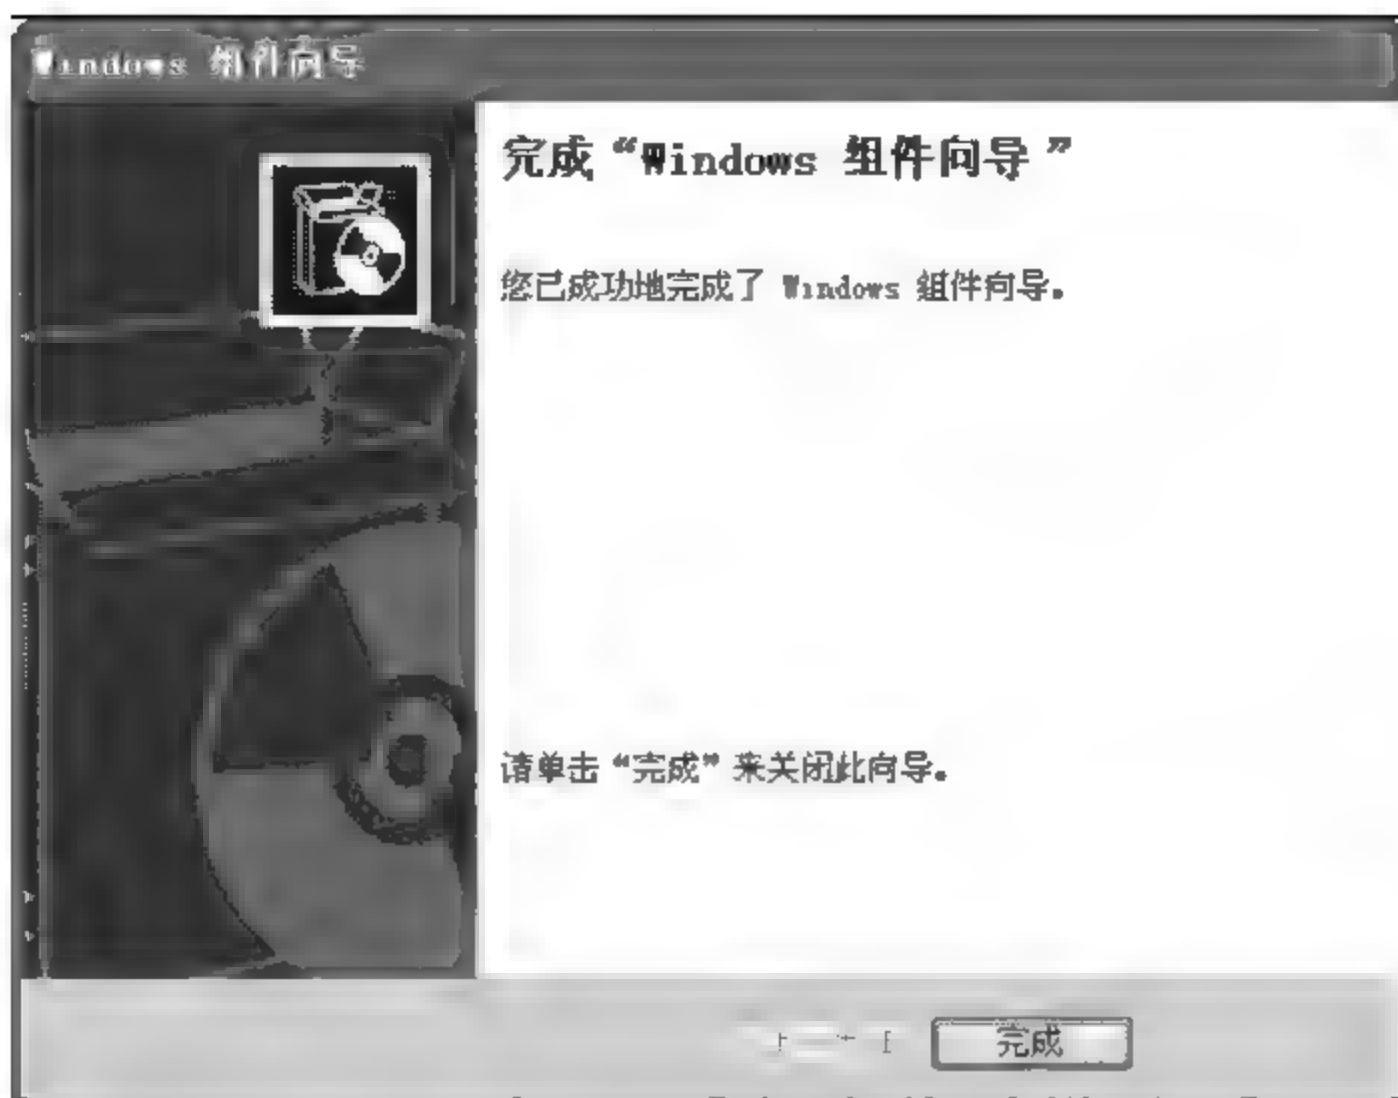 Windows 组件向导
完成“Windows 组件向导”
您已成功地完成了 Windows 组件向导。
请单击“完成”来关闭此向导。
完成